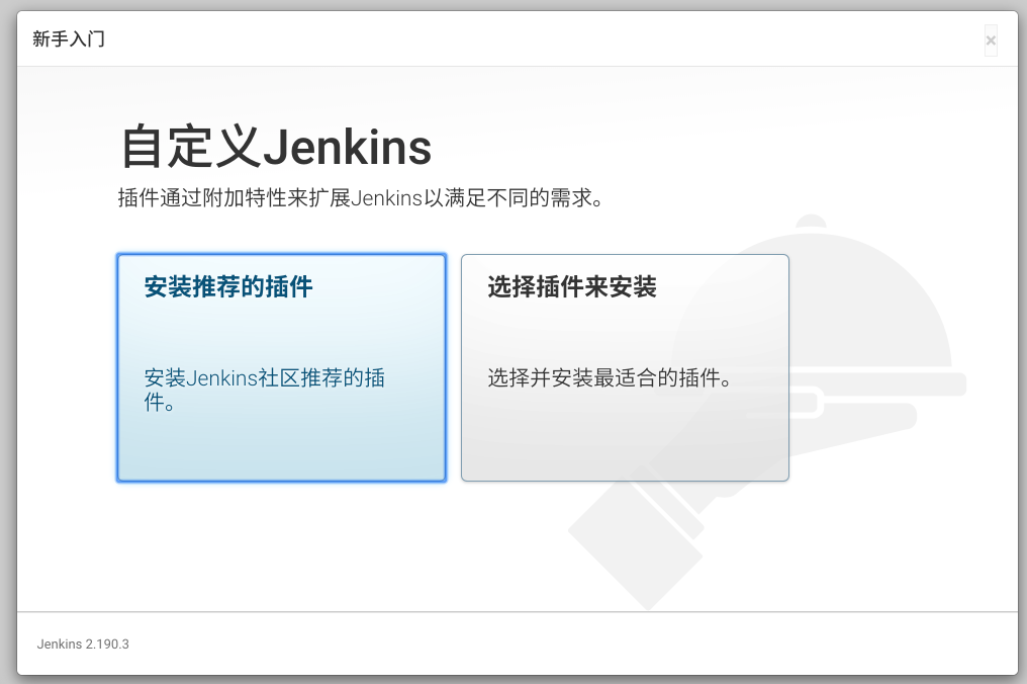 新手入门
×
自定义Jenkins
插件通过附加特性来扩展Jenkins以满足不同的需求。
安装推荐的插件
安装Jenkins社区推荐的插
件。
选择插件来安装
选择并安装最适合的插件。
Jenkins 2.190.3